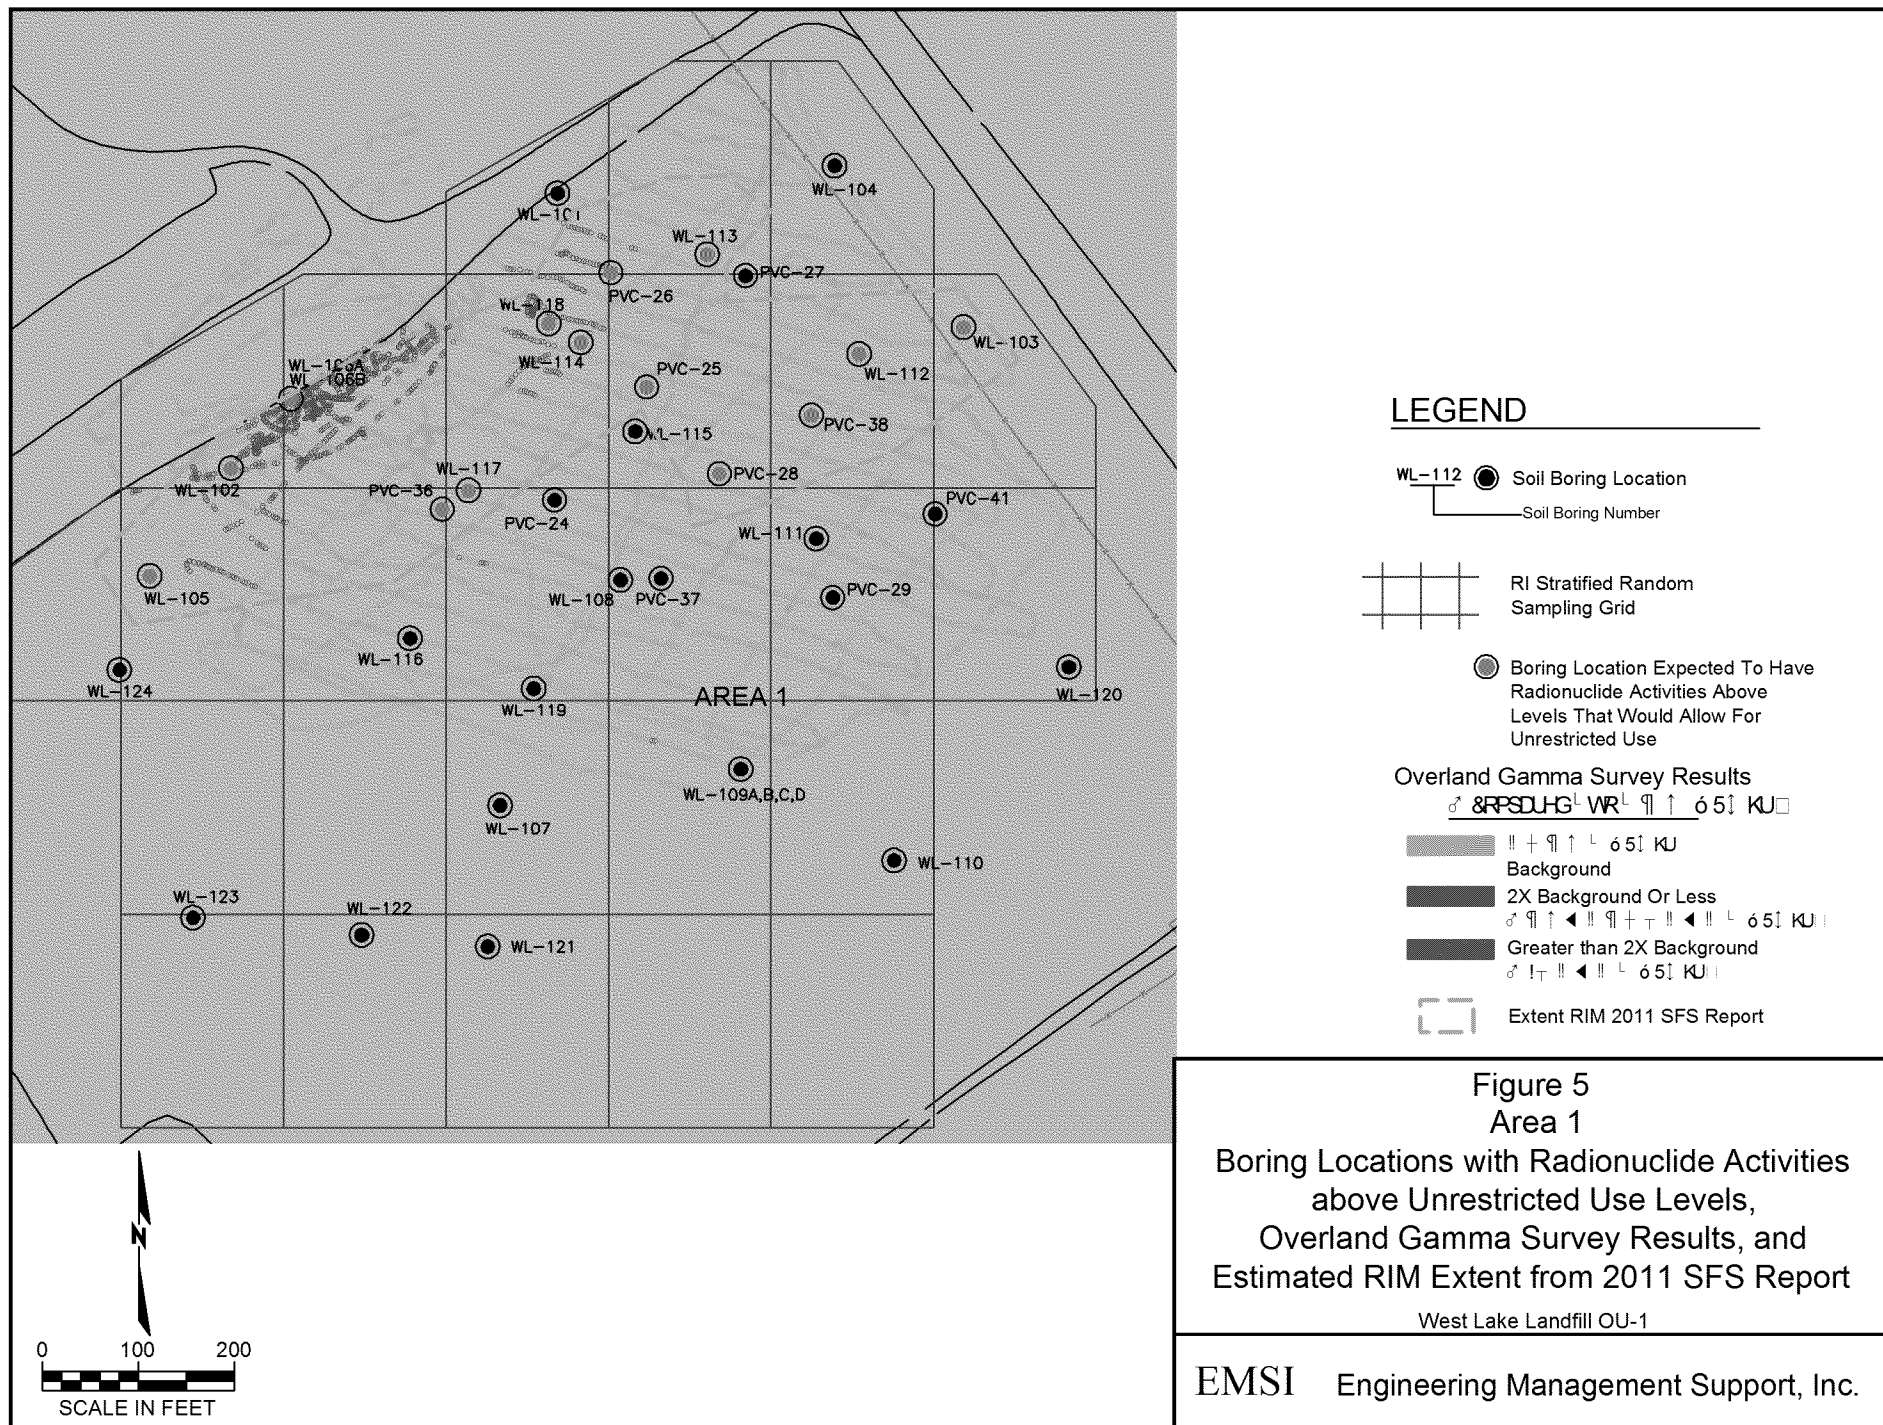 WL-104
WL-113
PVC-27
PVC-26
WL-118
WL-103
WL-114
PVC-25
WL-112
WL-106B
PVC-38
WL-115
WL-117
PVC-28
WL-102
PVC-36
PVC-41
PVC-24
WL-111
WL-105
WL-108
PVC-37
PVC-29
WL-116
WL-124
AREA 1
WL-120
WL-119
WL-109A,B,C,D
WL-107
WL-110
WL-123
WL-122
WL-121
N
0 100 200
SCALE IN FEET
LEGEND
WL-112
Soil Boring Location
Soil Boring Number
RI Stratified Random
Sampling Grid
Boring Location Expected To Have
Radionuclide Activities Above
Levels That Would Allow For
Unrestricted Use
Overland Gamma Survey Results
Background
2X Background Or Less
Greater than 2X Background
Extent RIM 2011 SFS Report
Figure 5
Area 1
Boring Locations with Radionuclide Activities
above Unrestricted Use Levels,
Overland Gamma Survey Results, and
Estimated RIM Extent from 2011 SFS Report
West Lake Landfill OU-1
EMSI Engineering Management Support, Inc.